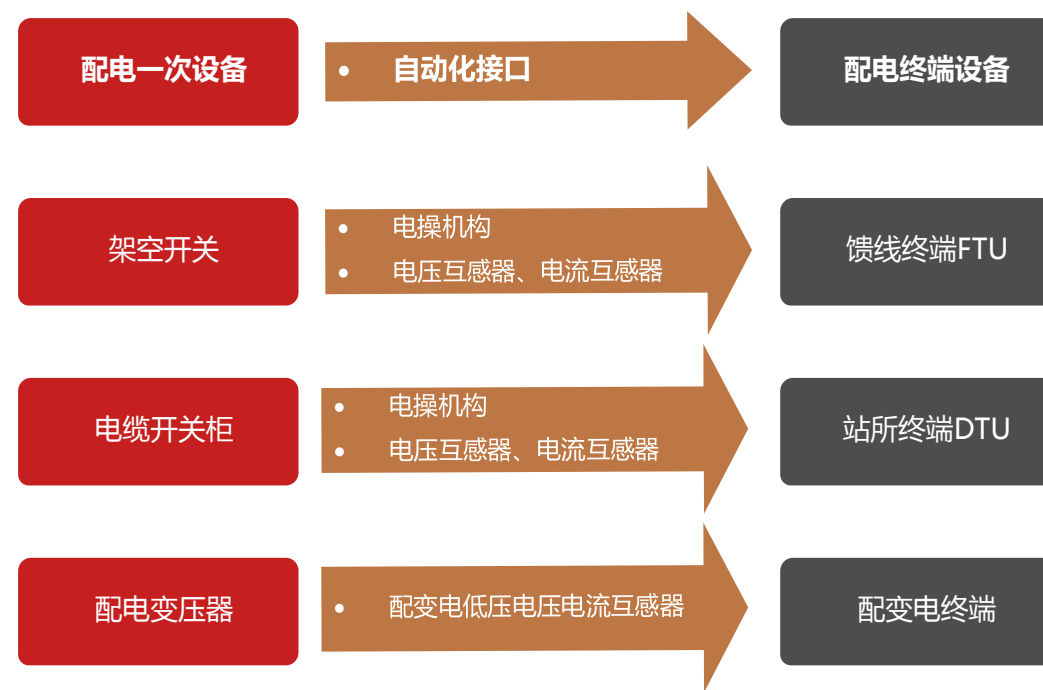 配电一次设备
• 自动化接口
配电终端设备
架空开关
• 电操机构
• 电压互感器、电流互感器
馈线终端FTU
电缆开关柜
• 电操机构
• 电压互感器、电流互感器
站所终端DTU
配电变压器
• 配变电低压电压电流互感器
配变电终端